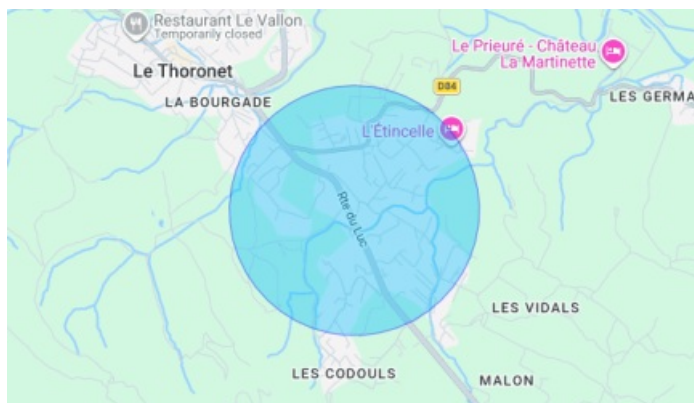 Restaurant Le Vallon
Temporarily closed
Le Thoronet
LA BOURGADE
Le Prieuré - Château
La Martinette
D84
LES GERMA
L'Étincelle
Rte du Luc
LES VIDALS
LES CODOULS
MALON